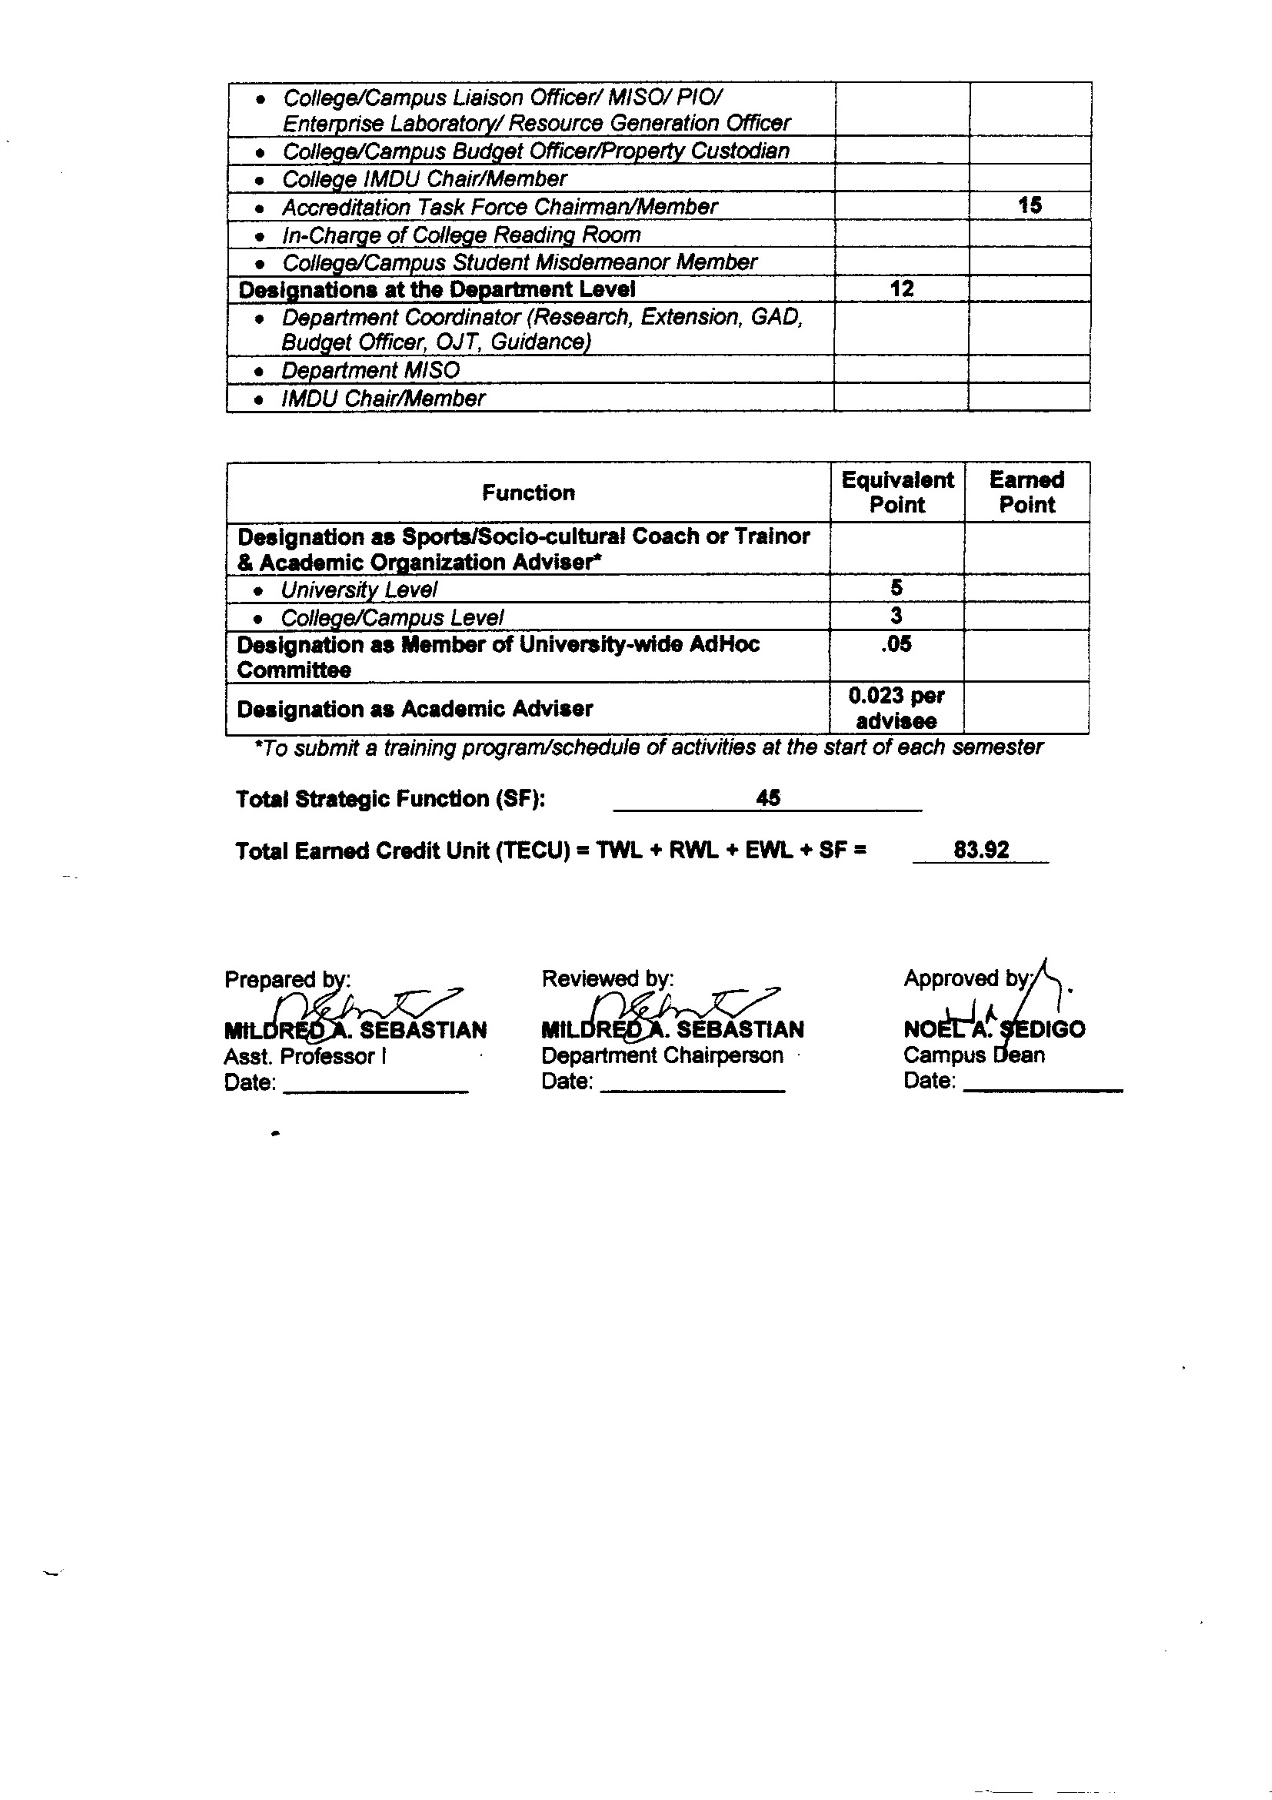 • College/Campus Liaison Officer/ MISO/ PIO/
Enterprise Laboratory/ Resource Generation Officer
• College/Campus Budget Officer/Property Custodian
• College IMDU Chair/Member
• Accreditation Task Force Chairman/Member 15
• In-Charge of College Reading Room
• College/Campus Student Misdemeanor Member
Designations at the Department Level 12
• Department Coordinator (Research, Extension, GAD,
Budget Officer, OJT, Guidance)
• Department MISO
• IMDU Chair/Member
Function Equivalent Point Earned Point
Designation as Sports/Socio-cultural Coach or Trainor
& Academic Organization Adviser*
• University Level 5
• College/Campus Level 3
Designation as Member of University-wide AdHoc .05
Committee
Designation as Academic Adviser 0.023 per advisee
*To submit a training program/schedule of activities at the start of each semester
Total Strategic Function (SF): 45
Total Earned Credit Unit (TECU) = TWL + RWL + EWL + SF = 83.92
Prepared by: Reviewed by: Approved by:
MILDRED A. SEBASTIAN MILDRED A. SEBASTIAN NOEL A. SEDIGO
Asst. Professor I Department Chairperson Campus Dean
Date: Date: Date: